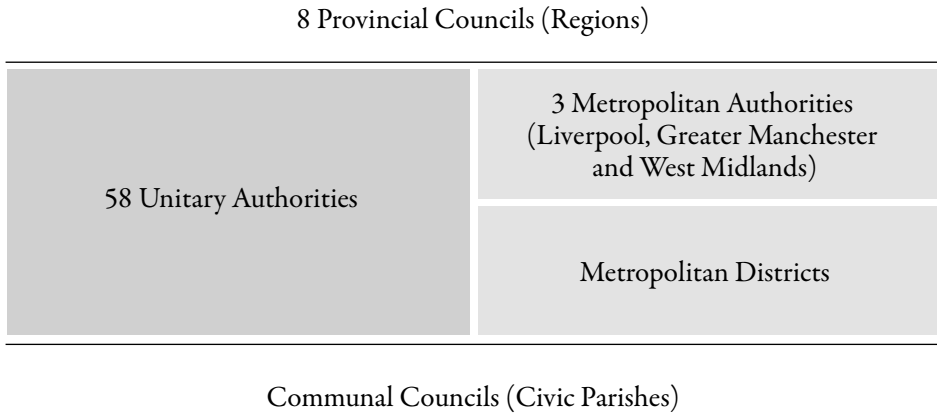 8 Provincial Councils (Regions)
58 Unitary Authorities
3 Metropolitan Authorities
(Liverpool, Greater Manchester
and West Midlands)
Metropolitan Districts
Communal Councils (Civic Parishes)